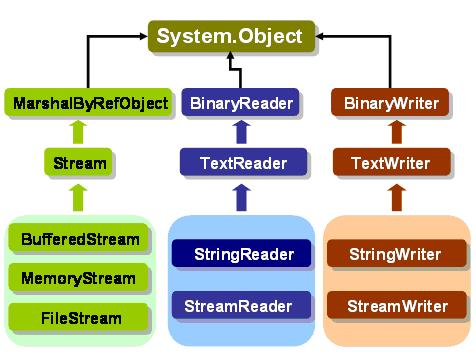 System.Object
MarshalByRefObject
BinaryReader
BinaryWriter
Stream
TextReader
TextWriter
BufferedStream
MemoryStream
FileStream
StringReader
StreamReader
StringWriter
StreamWriter